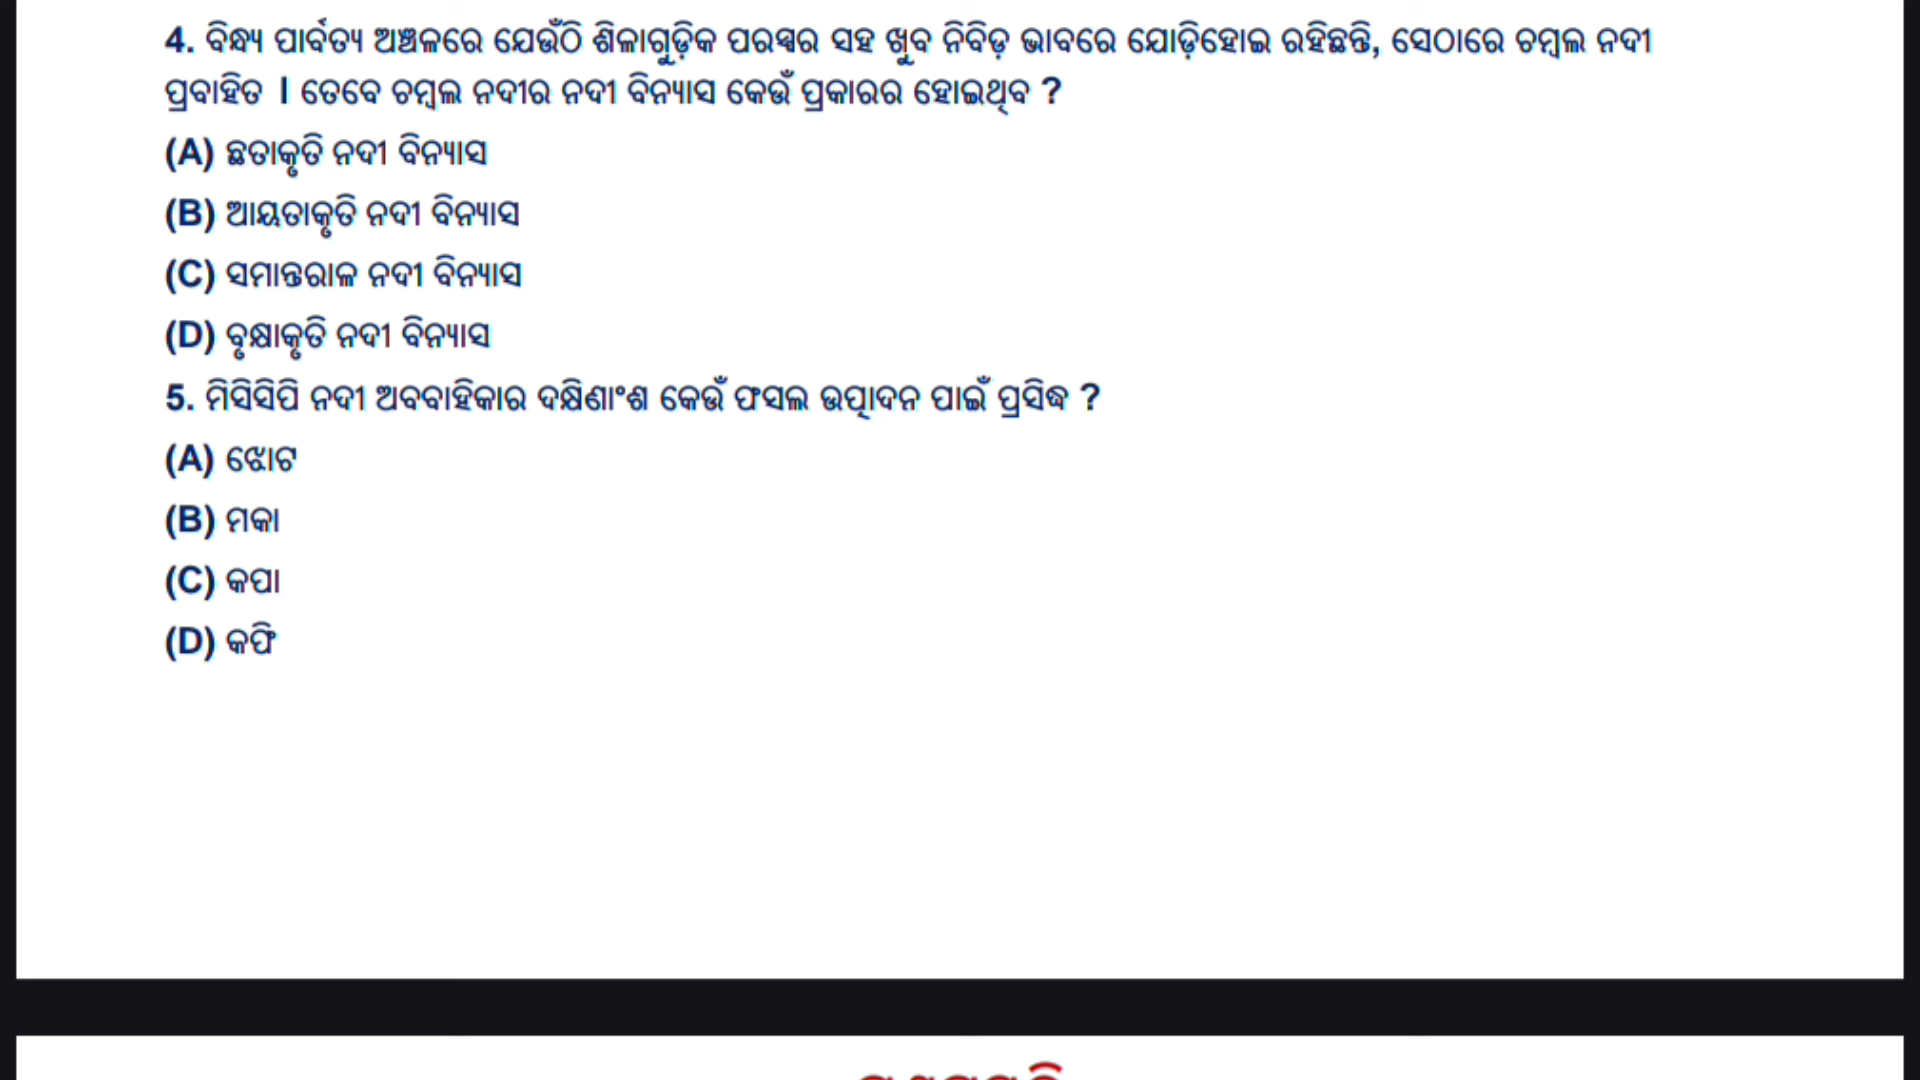 4. ବିନ୍ଧ୍ୟ ପାର୍ବତ୍ୟ ଅଞ୍ଚଳରେ ଯେଉଁଠି ଶିଳାଗୁଡ଼ିକ ପରସ୍ପର ସହ ଖୁବ ନିବିଡ଼ ଭାବରେ ଯୋଡ଼ିହୋଇ ରହିଛନ୍ତି, ସେଠାରେ ଚମ୍ବଲ ନଦୀ
ପ୍ରବାହିତ । ତେବେ ଚମ୍ବଲ ନଦୀର ନଦୀ ବିନ୍ୟାସ କେଉଁ ପ୍ରକାରର ହୋଇଥିବ ?
(A) ଛତାକୃତି ନଦୀ ବିନ୍ୟାସ
(B) ଆୟତାକୃତି ନଦୀ ବିନ୍ୟାସ
(C) ସମାନ୍ତରାଳ ନଦୀ ବିନ୍ୟାସ
(D) ବୃକ୍ଷାକୃତି ନଦୀ ବିନ୍ୟାସ
5. ମିସିସିପି ନଦୀ ଅବବାହିକାର ଦକ୍ଷିଣାଂଶ କେଉଁ ଫସଲ ଉତ୍ପାଦନ ପାଇଁ ପ୍ରସିଦ୍ଧ ?
(A) ଝୋଟ
(B) ମକା
(C) କପା
(D) କଫି